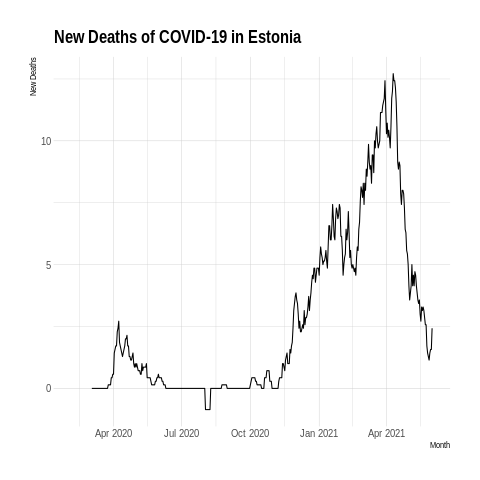 New Deaths of COVID-19 in Estonia
New Deaths
10
5
0
Apr 2020 Jul 2020 Oct 2020 Jan 2021 Apr 2021
Month